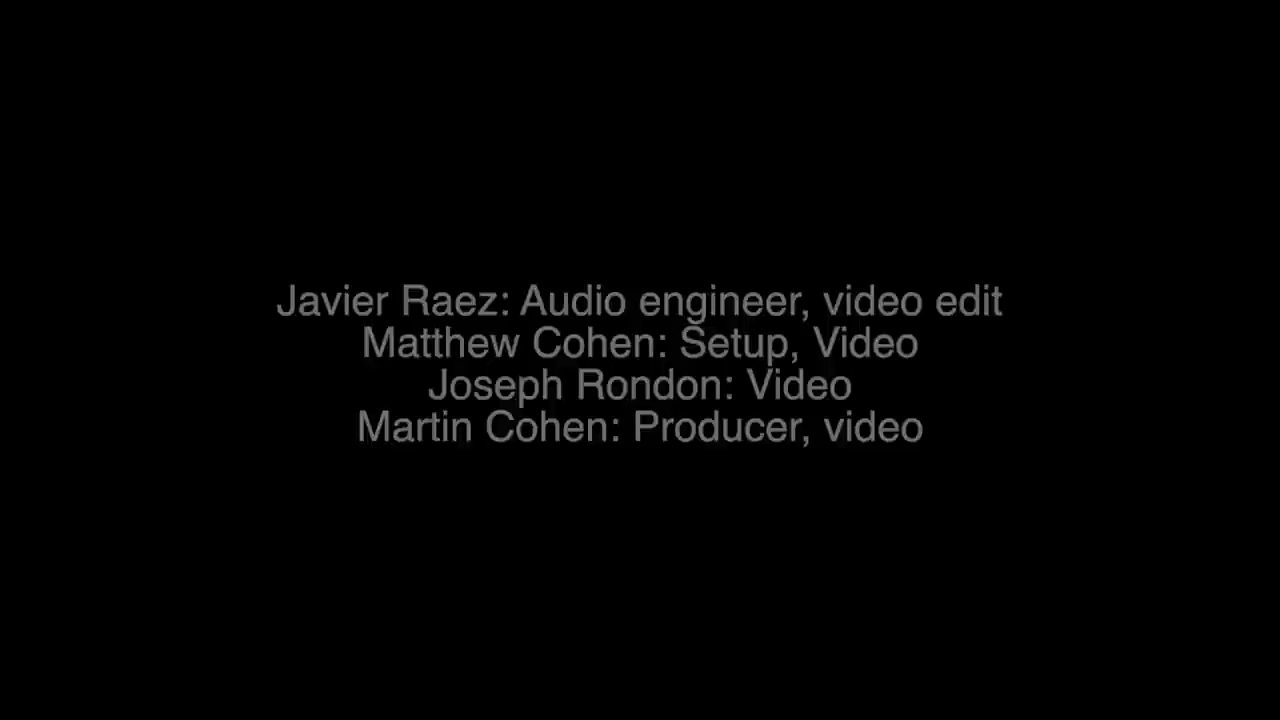 Javier Raez: Audio engineer, video edit
Matthew Cohen: Setup, Video
Joseph Rondon: Video
Martin Cohen: Producer, video